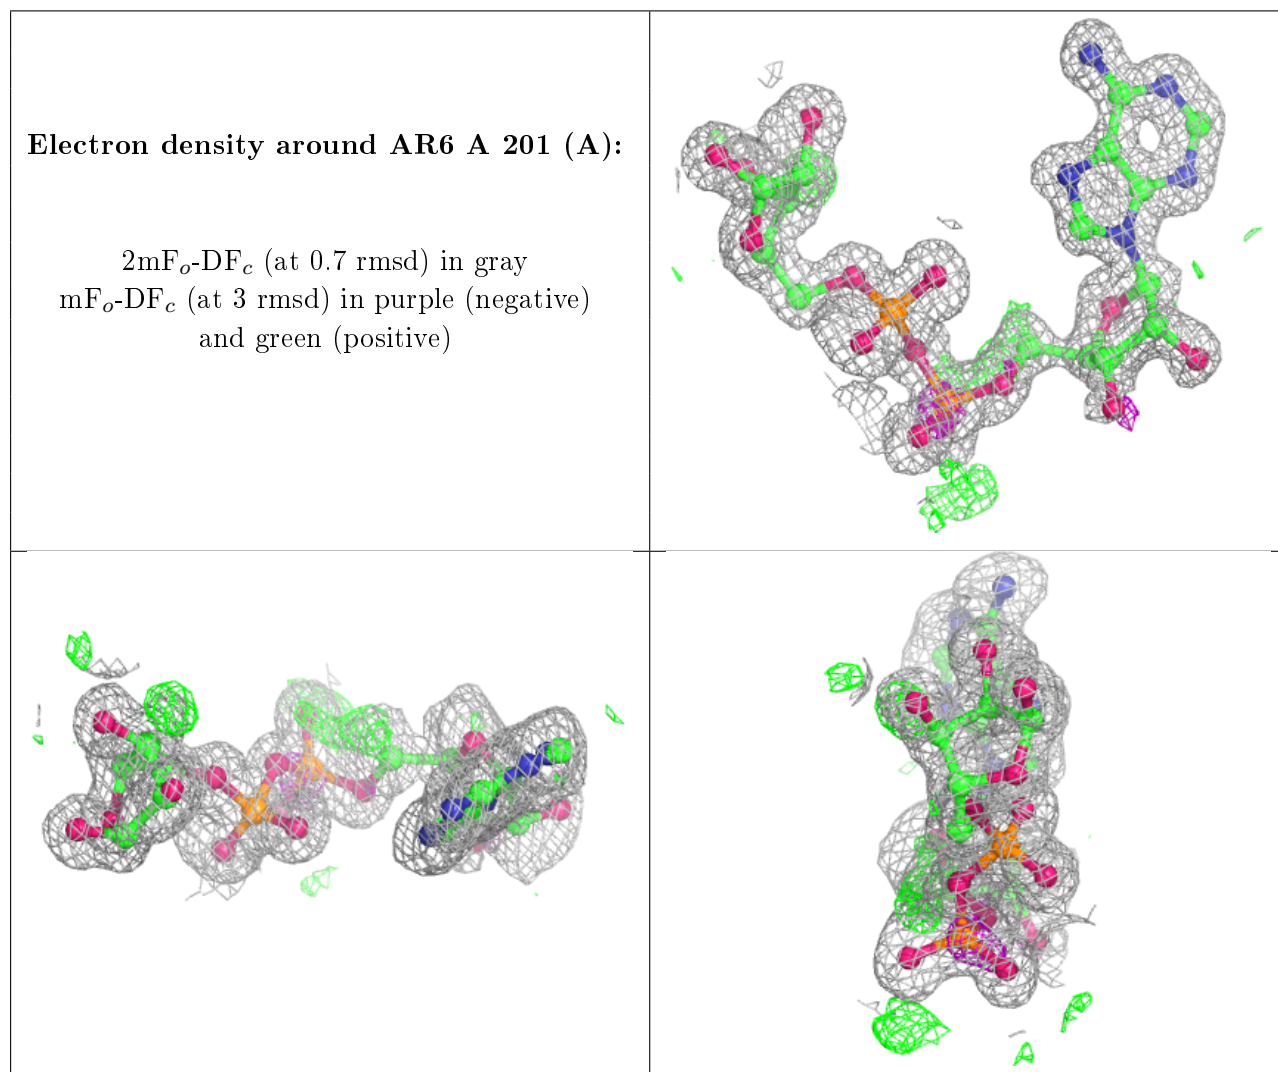 Electron density around AR6 A 201 (A):
2mFₒ-DF𝒸 (at 0.7 rmsd) in gray
mFₒ-DF𝒸 (at 3 rmsd) in purple (negative)
and green (positive)